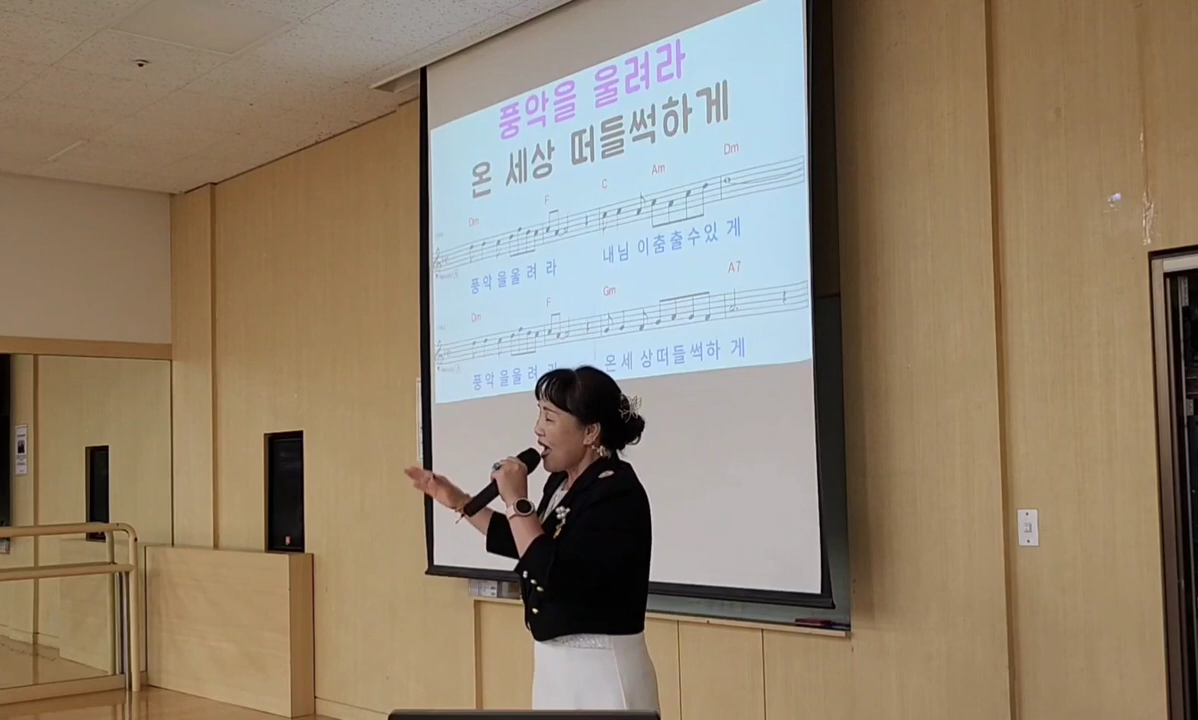 풍악을 울려라
온 세상 떠들썩하게
Dm F C Am Dm
풍악을울려라 내님 이춤출수있 게
Dm F Gm A7
풍악을울려 온세 상떠들썩하 게